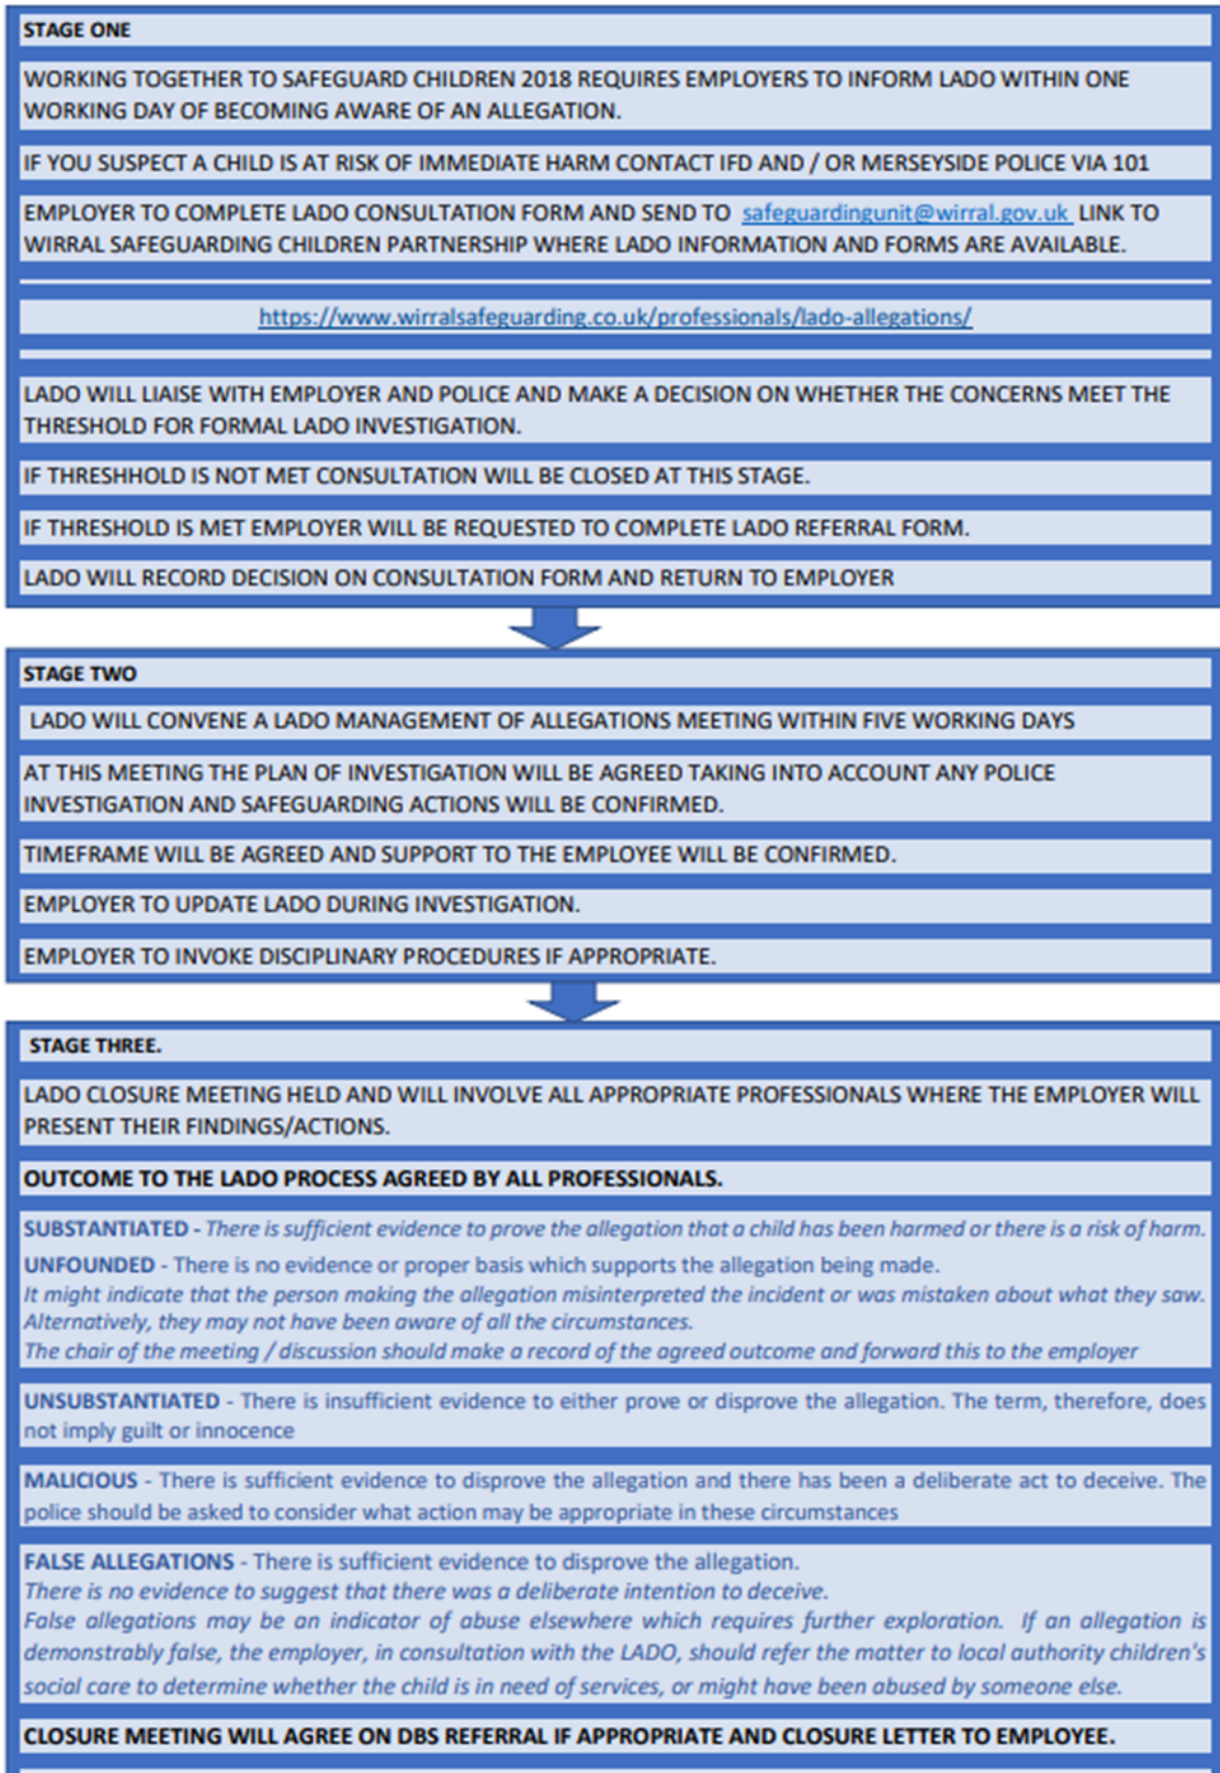 STAGE ONE
WORKING TOGETHER TO SAFEGUARD CHILDREN 2018 REQUIRES EMPLOYERS TO INFORM LADO WITHIN ONE
WORKING DAY OF BECOMING AWARE OF AN ALLEGATION.
IF YOU SUSPECT A CHILD IS AT RISK OF IMMEDIATE HARM CONTACT IFD AND / OR MERSEYSIDE POLICE VIA 101
EMPLOYER TO COMPLETE LADO CONSULTATION FORM AND SEND TO safeguardingunit@wirral.gov.uk LINK TO
WIRRAL SAFEGUARDING CHILDREN PARTNERSHIP WHERE LADO INFORMATION AND FORMS ARE AVAILABLE.
https://www.wirralsafeguarding.co.uk/professionals/lado-allegations/
LADO WILL LIAISE WITH EMPLOYER AND POLICE AND MAKE A DECISION ON WHETHER THE CONCERNS MEET THE
THRESHOLD FOR FORMAL LADO INVESTIGATION.
IF THRESHHOLD IS NOT MET CONSULTATION WILL BE CLOSED AT THIS STAGE.
IF THRESHOLD IS MET EMPLOYER WILL BE REQUESTED TO COMPLETE LADO REFERRAL FORM.
LADO WILL RECORD DECISION ON CONSULTATION FORM AND RETURN TO EMPLOYER
STAGE TWO
LADO WILL CONVENE A LADO MANAGEMENT OF ALLEGATIONS MEETING WITHIN FIVE WORKING DAYS
AT THIS MEETING THE PLAN OF INVESTIGATION WILL BE AGREED TAKING INTO ACCOUNT ANY POLICE
INVESTIGATION AND SAFEGUARDING ACTIONS WILL BE CONFIRMED.
TIMEFRAME WILL BE AGREED AND SUPPORT TO THE EMPLOYEE WILL BE CONFIRMED.
EMPLOYER TO UPDATE LADO DURING INVESTIGATION.
EMPLOYER TO INVOKE DISCIPLINARY PROCEDURES IF APPROPRIATE.
STAGE THREE.
LADO CLOSURE MEETING HELD AND WILL INVOLVE ALL APPROPRIATE PROFESSIONALS WHERE THE EMPLOYER WILL
PRESENT THEIR FINDINGS/ACTIONS.
OUTCOME TO THE LADO PROCESS AGREED BY ALL PROFESSIONALS.
SUBSTANTIATED - There is sufficient evidence to prove the allegation that a child has been harmed or there is a risk of harm.
UNFOUNDED - There is no evidence or proper basis which supports the allegation being made.
It might indicate that the person making the allegation misinterpreted the incident or was mistaken about what they saw.
Alternatively, they may not have been aware of all the circumstances.
The chair of the meeting / discussion should make a record of the agreed outcome and forward this to the employer
UNSUBSTANTIATED - There is insufficient evidence to either prove or disprove the allegation. The term, therefore, does
not imply guilt or innocence
MALICIOUS - There is sufficient evidence to disprove the allegation and there has been a deliberate act to deceive. The
police should be asked to consider what action may be appropriate in these circumstances
FALSE ALLEGATIONS - There is sufficient evidence to disprove the allegation.
There is no evidence to suggest that there was a deliberate intention to deceive.
False allegations may be an indicator of abuse elsewhere which requires further exploration. If an allegation is
demonstrably false, the employer, in consultation with the LADO, should refer the matter to local authority children's
social care to determine whether the child is in need of services, or might have been abused by someone else.
CLOSURE MEETING WILL AGREE ON DBS REFERRAL IF APPROPRIATE AND CLOSURE LETTER TO EMPLOYEE.